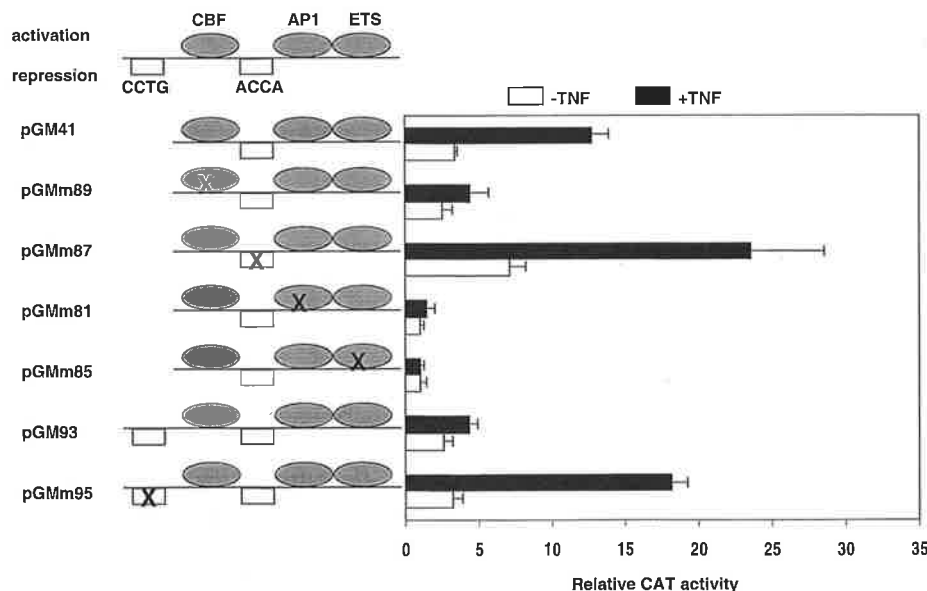 CBF AP1 ETS
activation
repression
CCTG ACCA
-TNF +TNF
pGM41
pGMm89
X
pGMm87
X
pGMm81
X
pGMm85
X
pGM93
pGMm95
X
0 5 10 15 20 25 30 35
Relative CAT activity